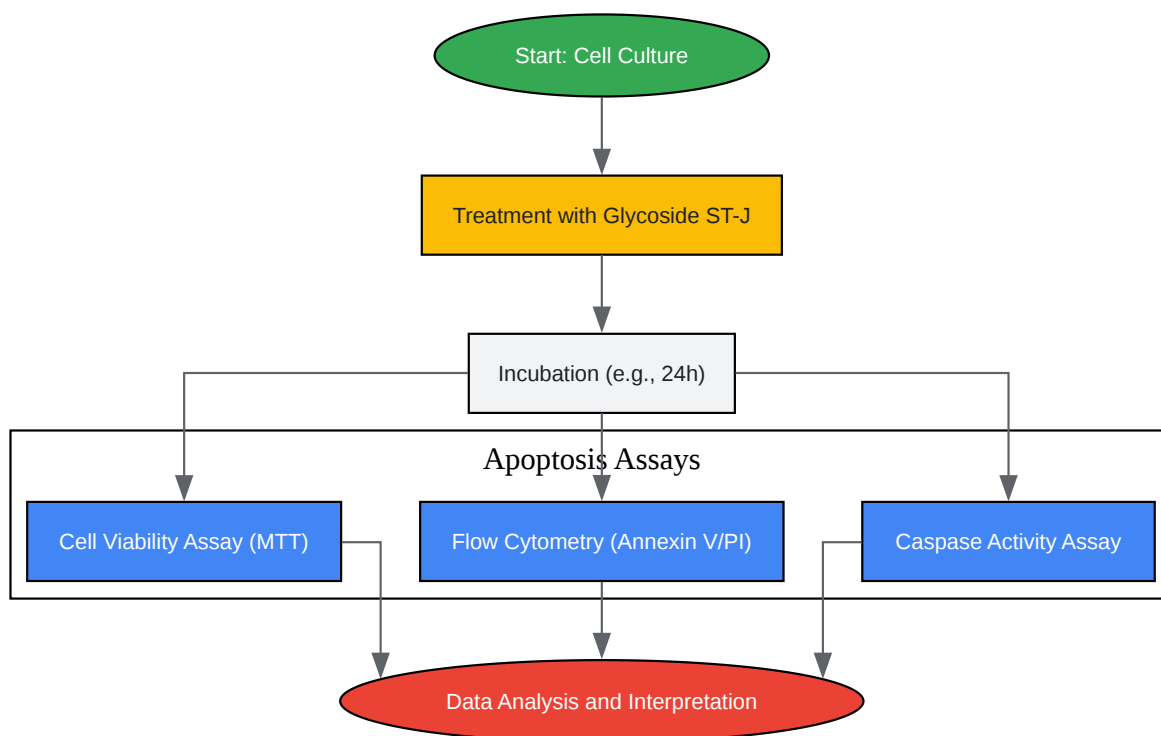 Start: Cell Culture
Treatment with Glycoside ST-J
Incubation (e.g., 24h)
Apoptosis Assays
Cell Viability Assay (MTT)
Flow Cytometry (Annexin V/PI)
Caspase Activity Assay
Data Analysis and Interpretation